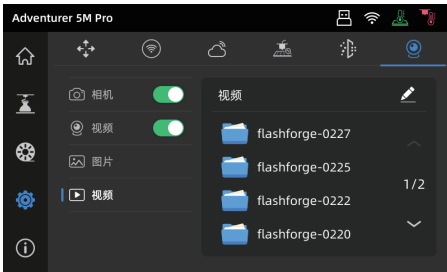 Adventurer 5M Pro
相机
视频
图片
视频
视频
flashforge-0227
flashforge-0225
flashforge-0222
flashforge-0220
1/2